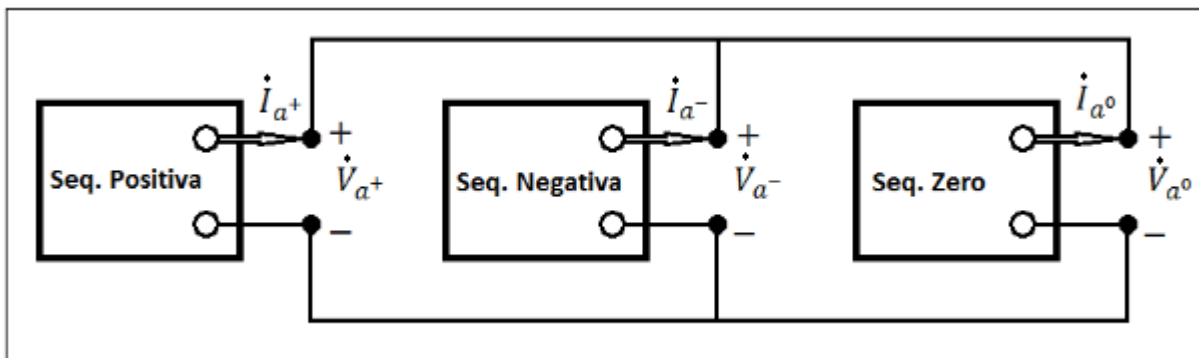 İₐ⁺ İₐ⁻ İₐ⁰
+ + +
Seq. Positiva V̇ₐ⁺ Seq. Negativa V̇ₐ⁻ Seq. Zero V̇ₐ⁰
− − −